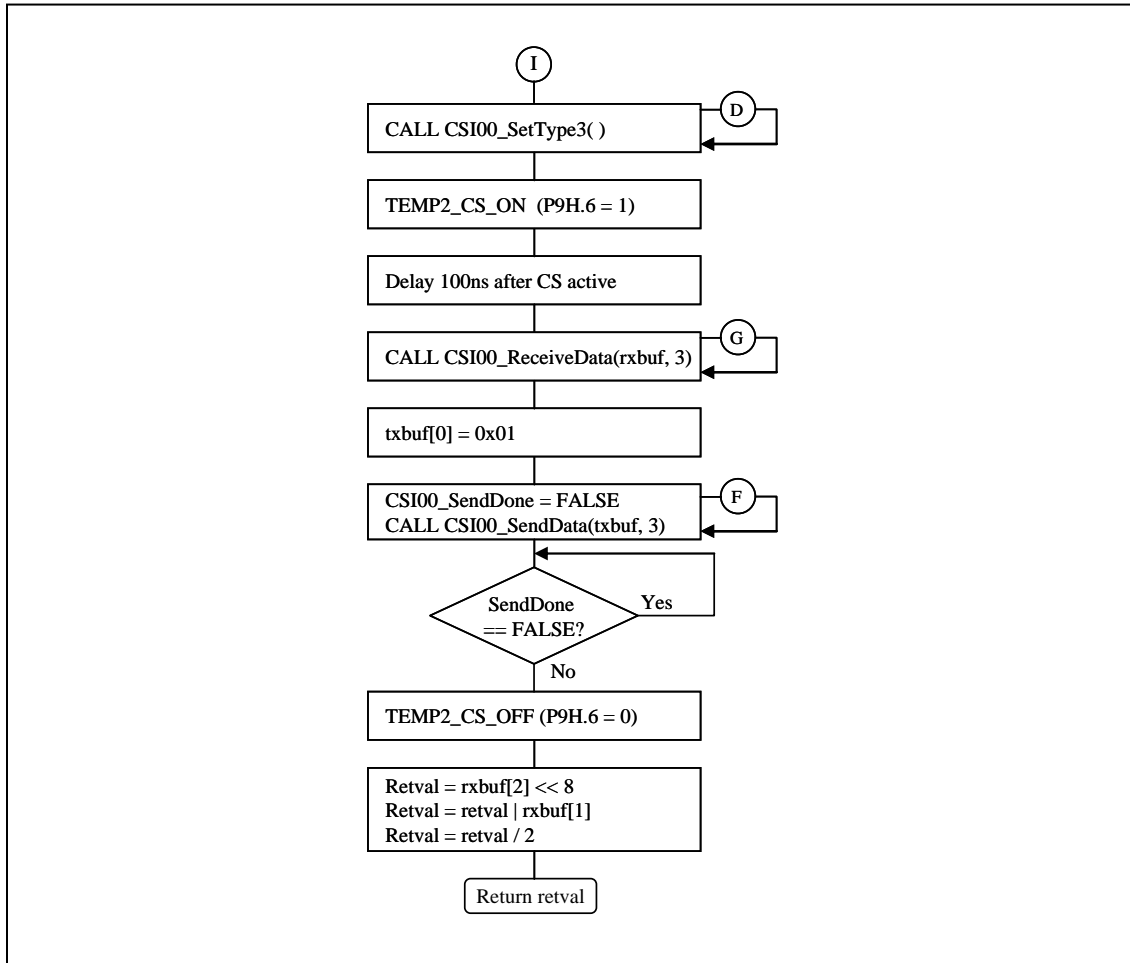 I
CALL CSI00_SetType3( )
D
TEMP2_CS_ON (P9H.6 = 1)
Delay 100ns after CS active
CALL CSI00_ReceiveData(rxbuf, 3)
G
txbuf[0] = 0x01
CSI00_SendDone = FALSE
CALL CSI00_SendData(txbuf, 3)
F
SendDone
== FALSE?
Yes
No
TEMP2_CS_OFF (P9H.6 = 0)
Retval = rxbuf[2] << 8
Retval = retval | rxbuf[1]
Retval = retval / 2
Return retval